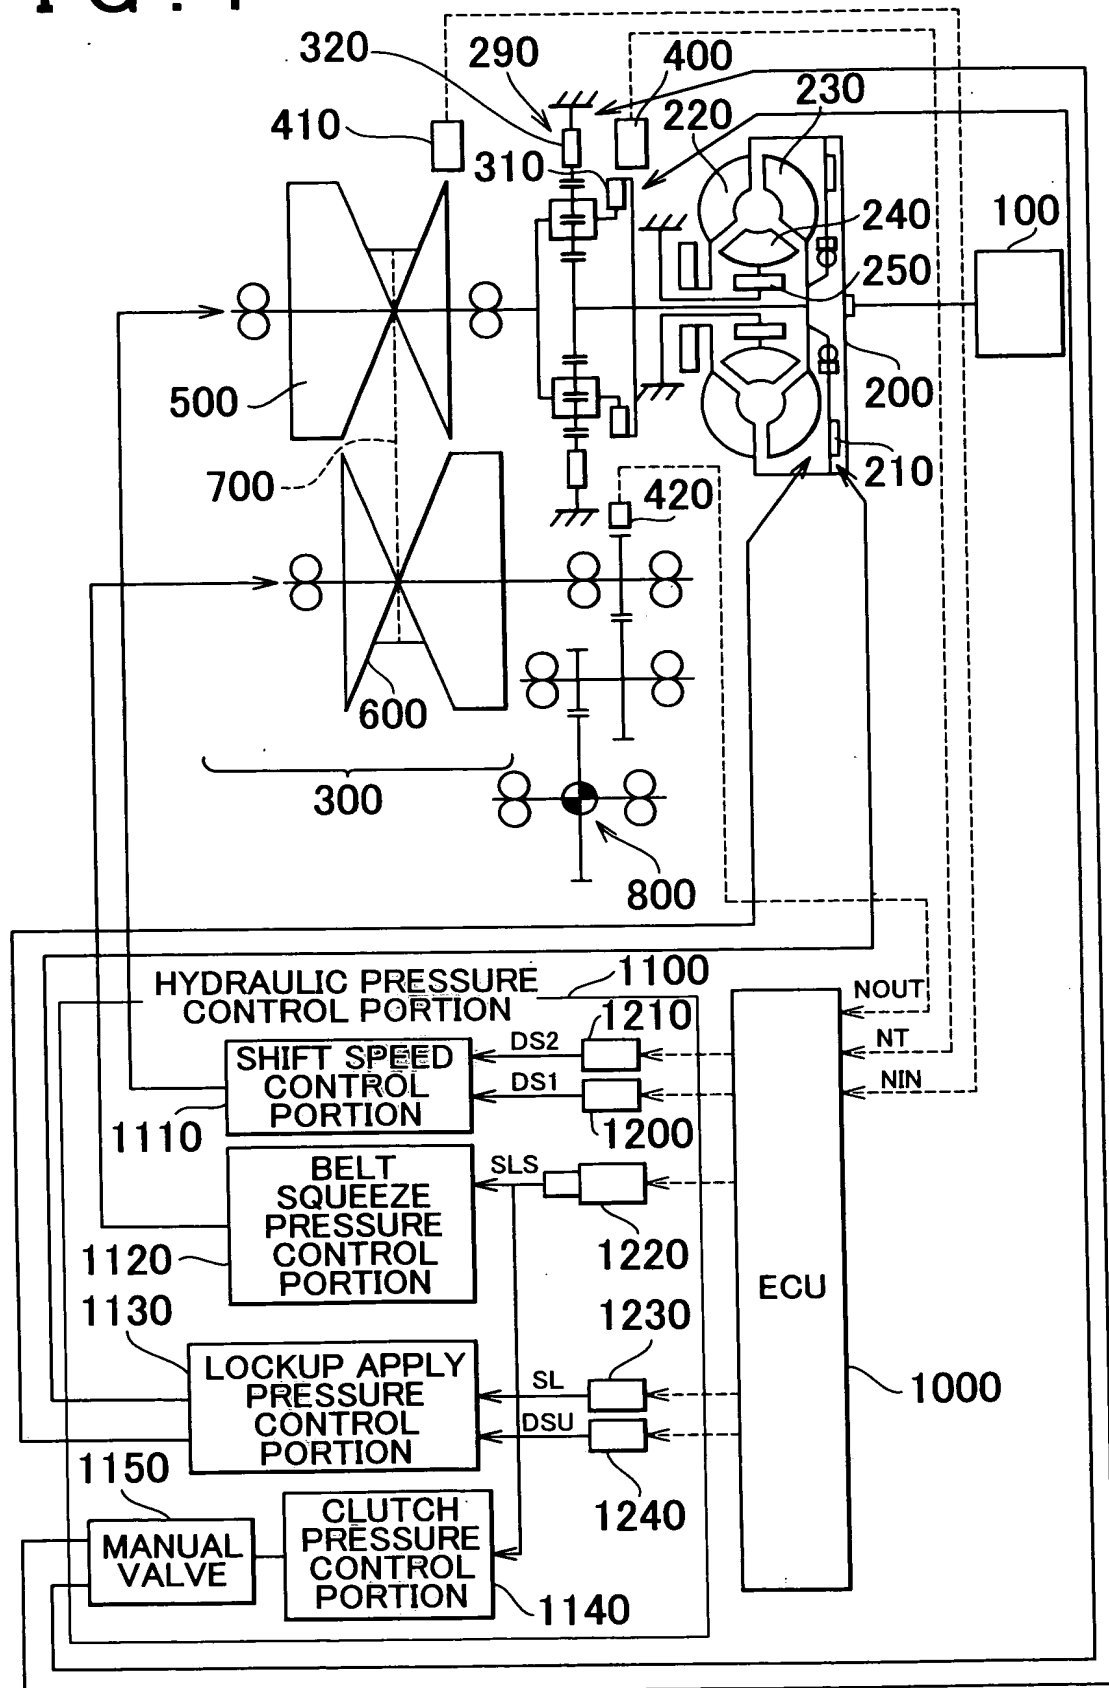 320
290
400
230
410
220
310
240
100
250
500
200
700
210
420
600
300
800
HYDRAULIC PRESSURE
CONTROL PORTION
1100
NOUT
1210
DS2
NT
SHIFT SPEED
CONTROL
PORTION
DS1
NIN
1110
1200
BELT
SQUEEZE
PRESSURE
CONTROL
PORTION
SLS
1120
1220
ECU
1130
1230
LOCKUP APPLY
PRESSURE
CONTROL
PORTION
SL
1000
DSU
1150
1240
MANUAL
VALVE
CLUTCH
PRESSURE
CONTROL
PORTION
1140